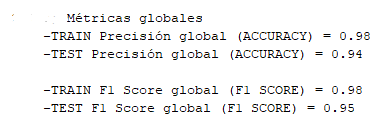 Métricas globales
-TRAIN Precisión global (ACCURACY) = 0.98
-TEST Precisión global (ACCURACY) = 0.94
-TRAIN F1 Score global (F1 SCORE) = 0.98
-TEST F1 Score global (F1 SCORE) = 0.95